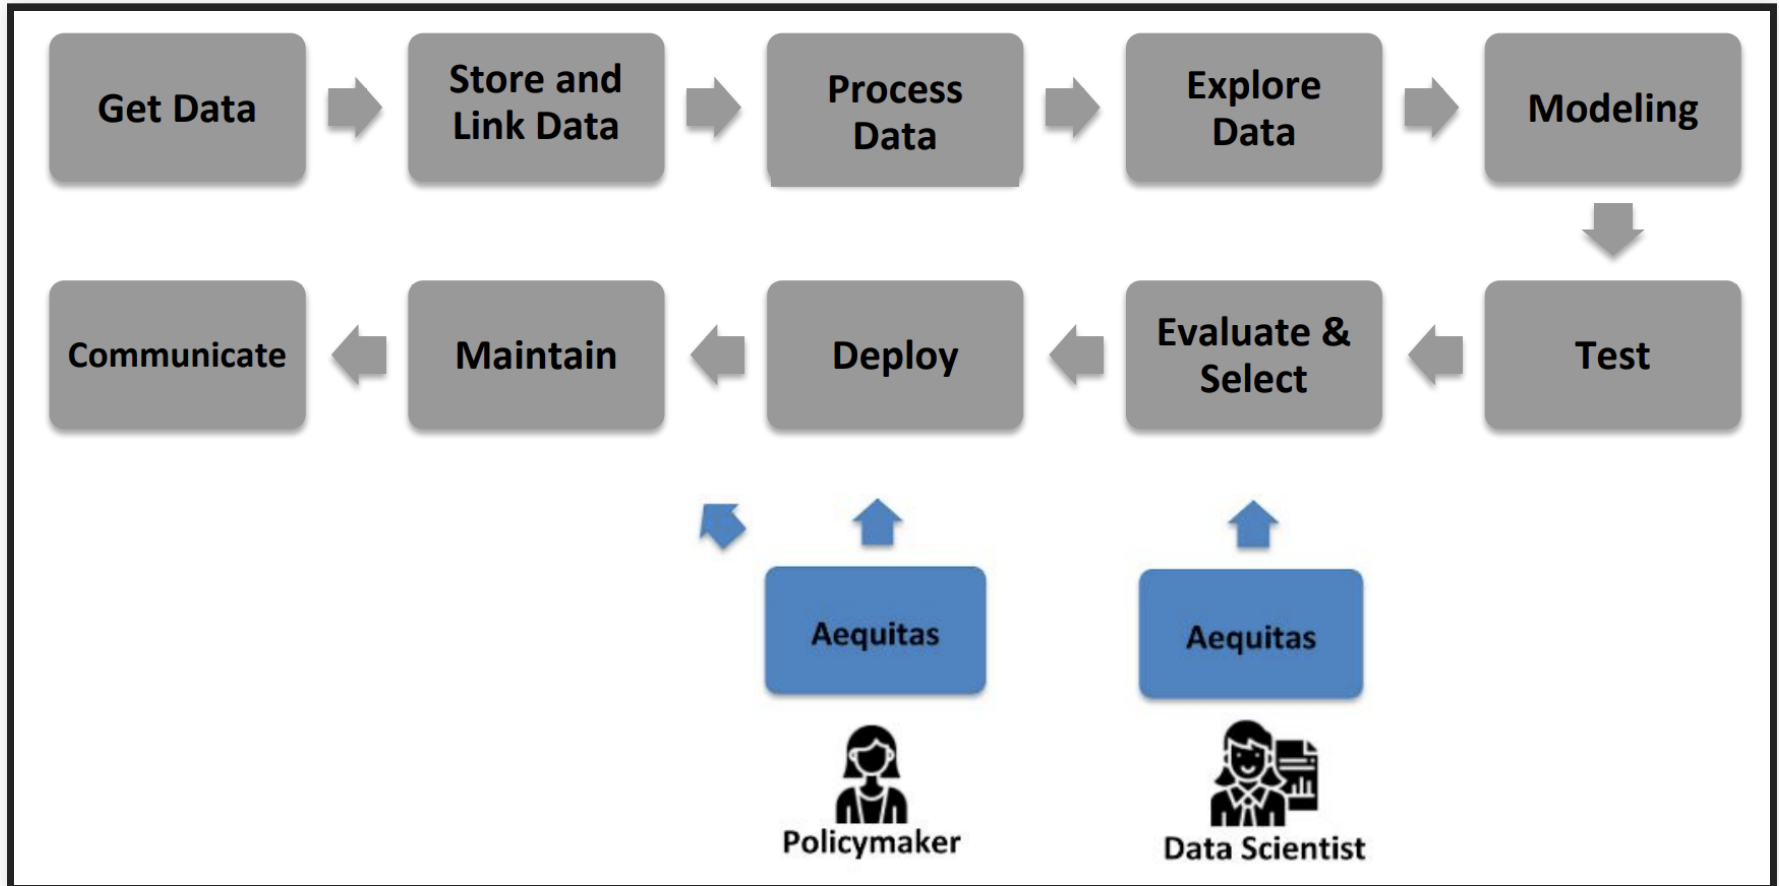 Get Data
Store and
Link Data
Process
Data
Explore
Data
Modeling
Communicate
Maintain
Deploy
Evaluate &
Select
Test
Aequitas
Aequitas
Policymaker
Data Scientist